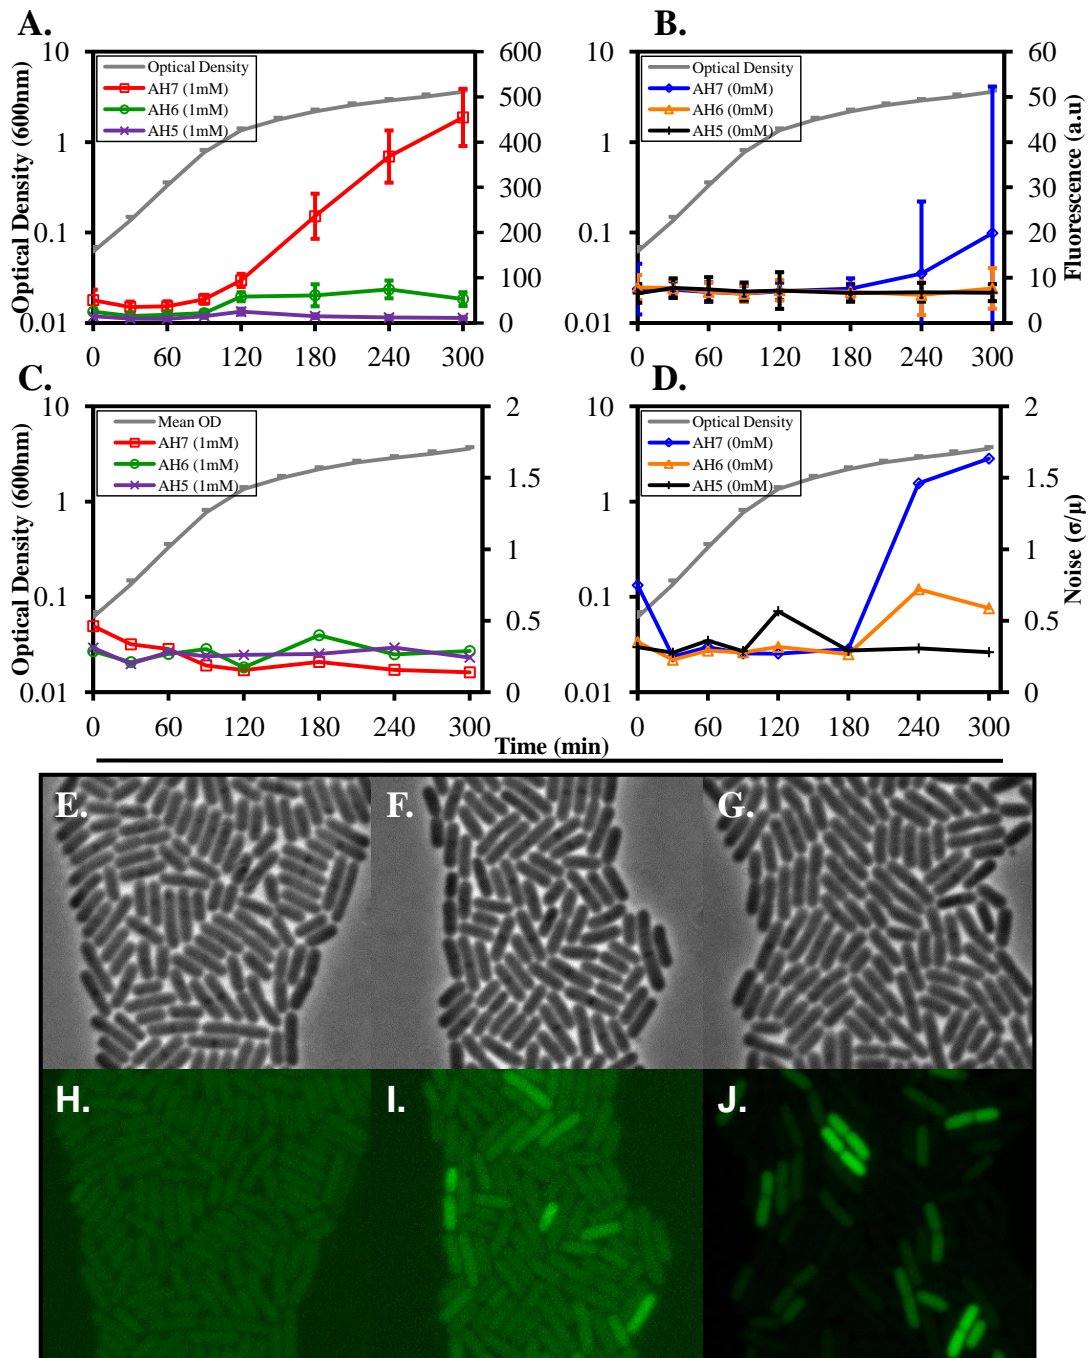 A.
B.
10
1
0.1
0.01
Optical Density (600nm)
Optical Density
AH7 (1mM)
AH6 (1mM)
AH5 (1mM)
600
500
400
300
200
100
0
0 60 120 180 240 300
10
1
0.1
0.01
Optical Density
AH7 (0mM)
AH6 (0mM)
AH5 (0mM)
60
50
40
30
20
10
0
Fluorescence (a.u)
0 60 120 180 240 300
C.
D.
10
1
0.1
0.01
Optical Density (600nm)
Mean OD
AH7 (1mM)
AH6 (1mM)
AH5 (1mM)
2
1.5
1
0.5
0
0 60 120 180 240 300
10
1
0.1
0.01
Optical Density
AH7 (0mM)
AH6 (0mM)
AH5 (0mM)
2
1.5
1
0.5
0
Noise (σ/μ)
0 60 120 180 240 300
Time (min)
E.
F.
G.
H.
I.
J.